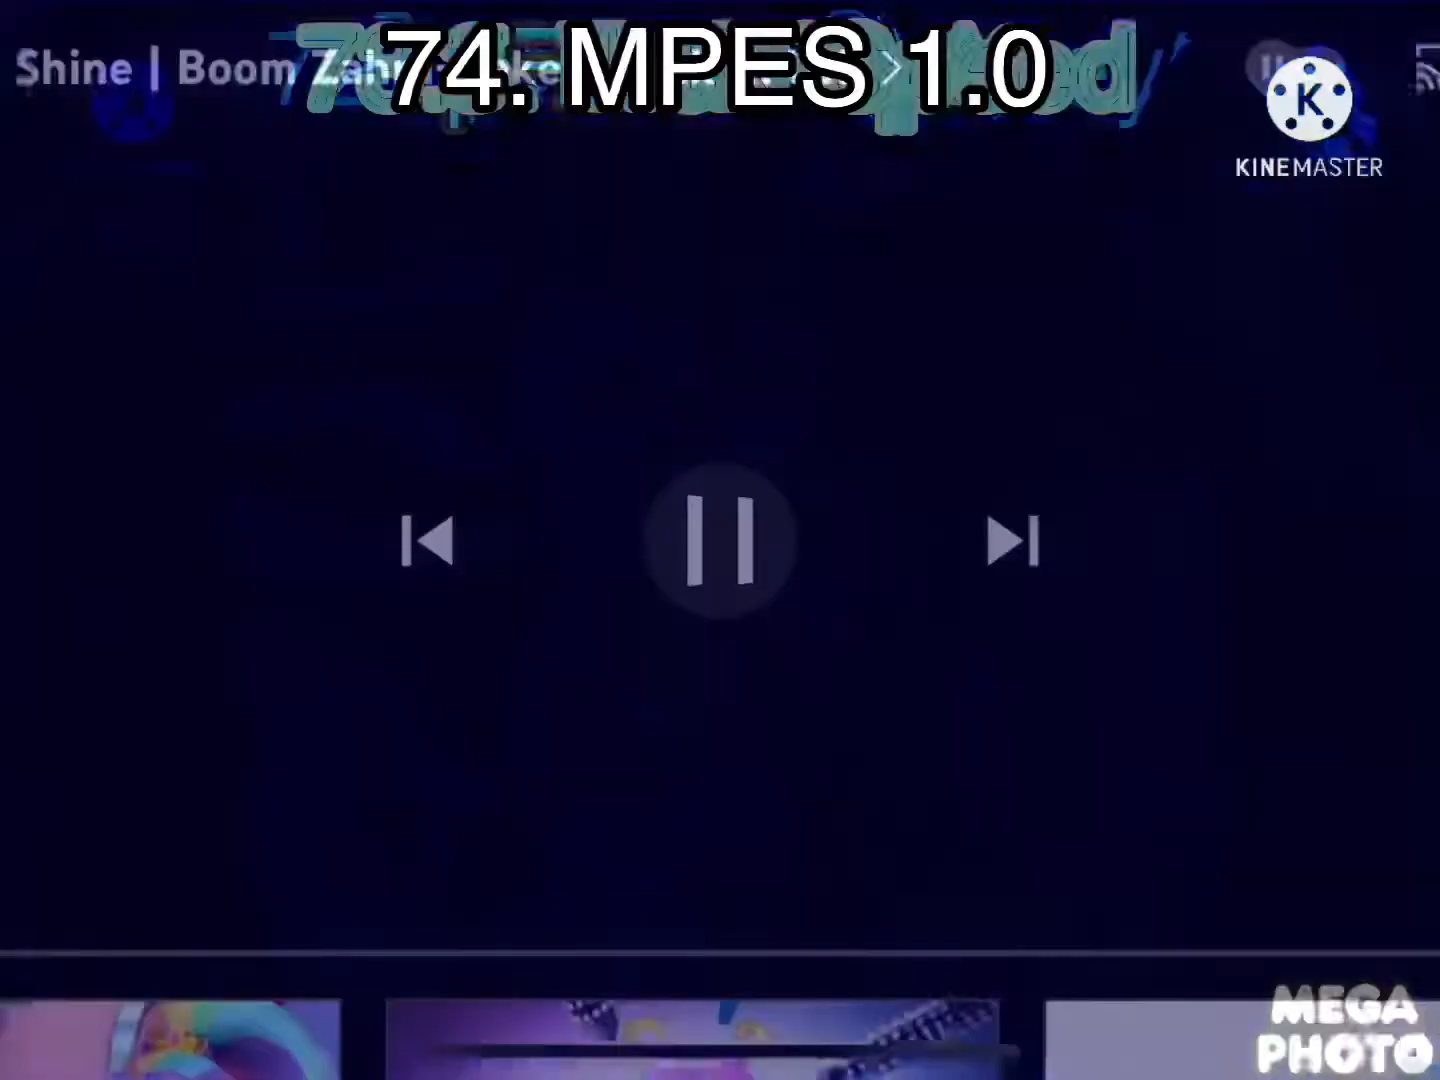 74. MPES 1.0
Shine | Boom
KINEMASTER
MEGA
PHOTO